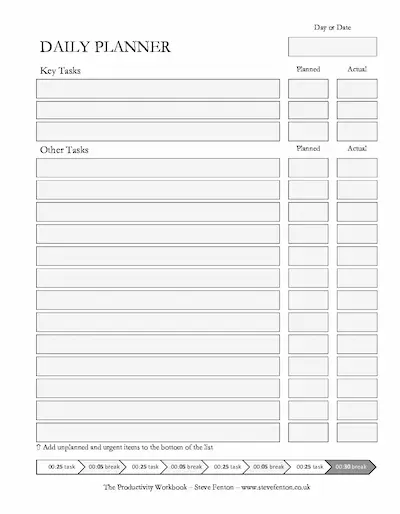 Day or Date
DAILY PLANNER
Key Tasks Planned Actual
Other Tasks Planned Actual
⇧ Add unplanned and urgent items to the bottom of the list
00:25 task 00:05 break 00:25 task 00:05 break 00:25 task 00:05 break 00:25 task 00:30 break
The Productivity Workbook – Steve Fenton – www.stevefenton.co.uk